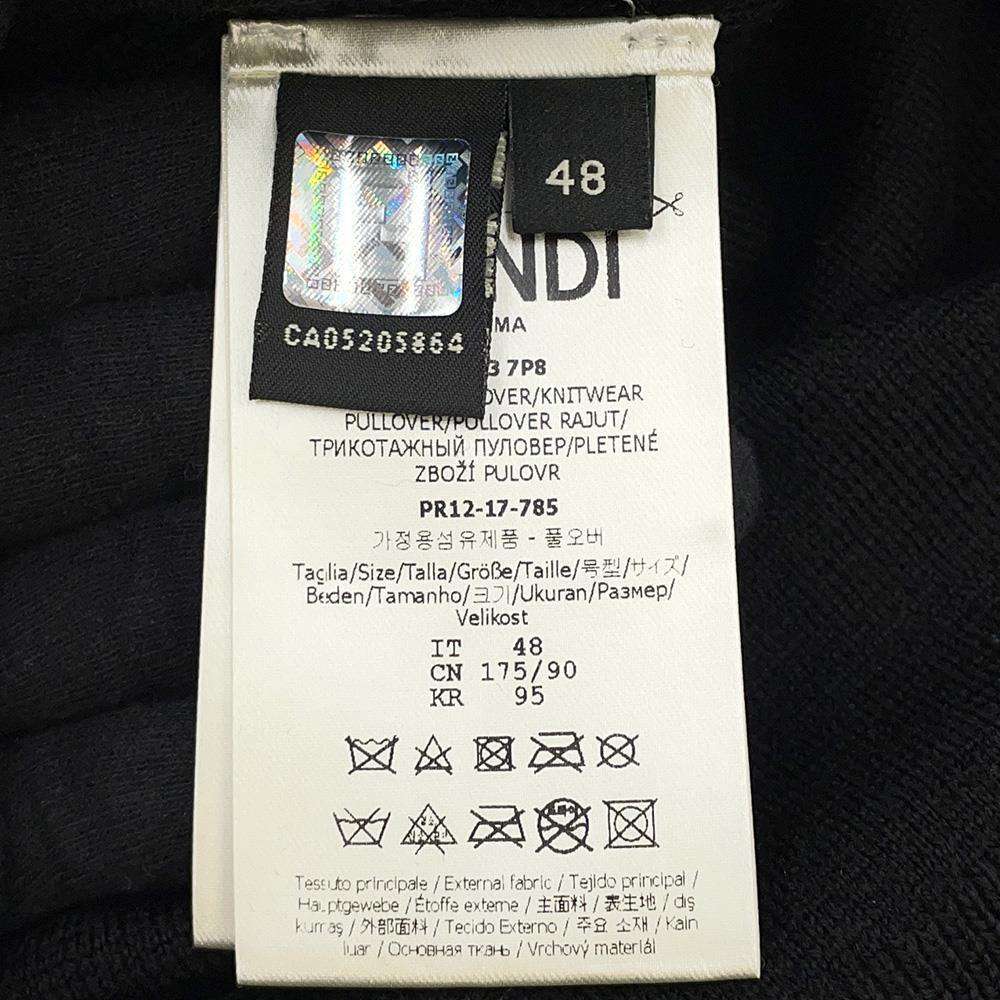 48
NDI
MA
CA05205864
3 7P8
OVER/KNITWEAR
PULLOVER/PULLOVER RAJUT/
ТРИКОТАЖНЫЙ ПУЛОВЕР/PLETENÉ
ZBOŽÍ PULOVR
PR12-17-785
가정용섬유제품 - 풀오버
Taglia/Size/Talla/Größe/Taille/号型/サイズ/
Beden/Tamanho/크기/Ukuran/Размер/
Velikost
IT 48
CN 175/90
KR 95
Tessuto principale / External fabric / Tejido principal /
Hauptgewebe / Étoffe externe / 主面料 / 表生地 / dış
kumaş / 外部面料 / Tecido Externo / 주요 소재 / Kain
luar / Основная ткань / Vrchový materiál